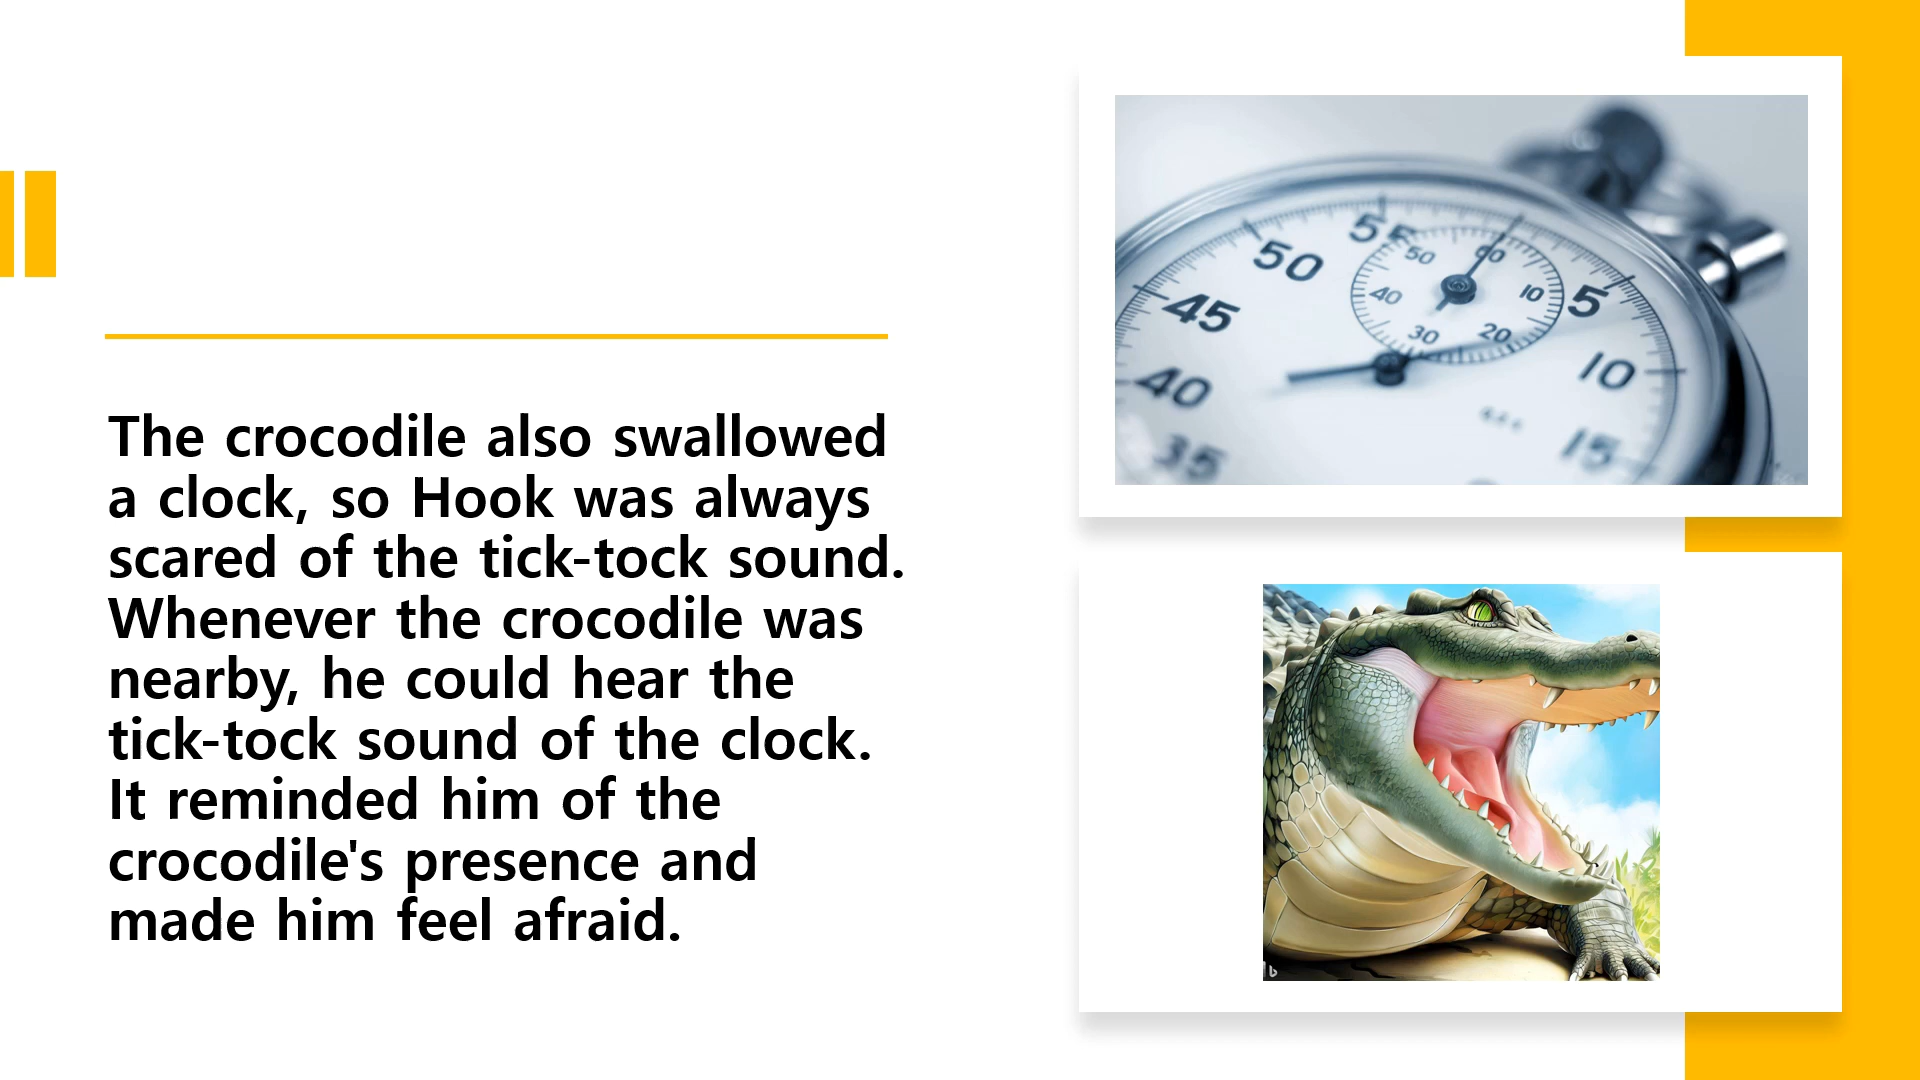 The crocodile also swallowed
a clock, so Hook was always
scared of the tick-tock sound.
Whenever the crocodile was
nearby, he could hear the
tick-tock sound of the clock.
It reminded him of the
crocodile's presence and
made him feel afraid.
55
50
45
40
35
5
10
15
60
50
40
30
20
10
b